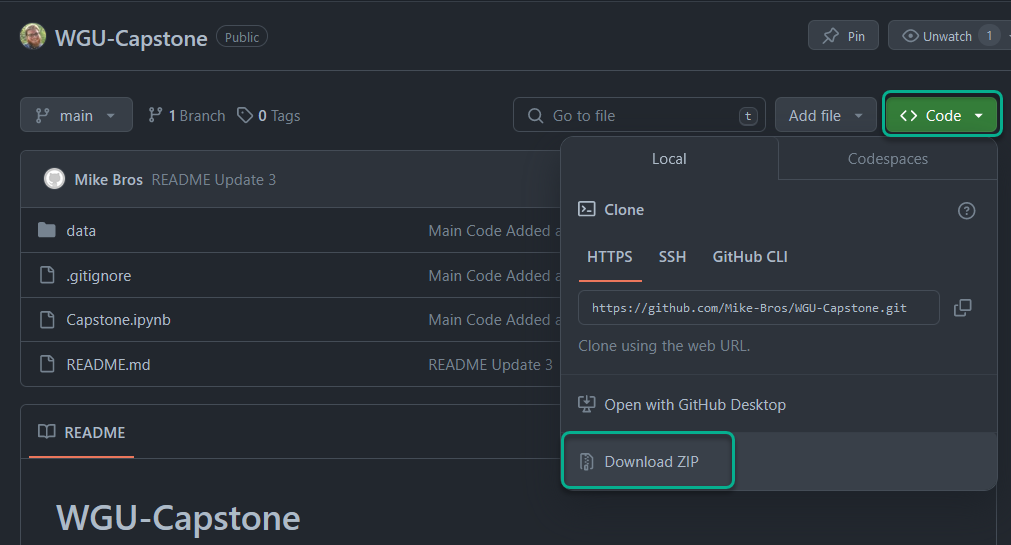 WGU-Capstone Public Pin Unwatch 1
main 1 Branch 0 Tags Go to file t Add file <> Code
Local Codespaces
Mike Bros README Update 3
Clone ?
data Main Code Added
HTTPS SSH GitHub CLI
.gitignore Main Code Added
https://github.com/Mike-Bros/WGU-Capstone.git
Capstone.ipynb Main Code Added
Clone using the web URL.
README.md README Update 3
Open with GitHub Desktop
README
Download ZIP
WGU-Capstone